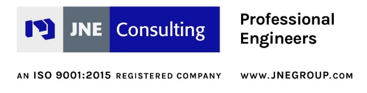 JNE Consulting
Professional
Engineers
AN ISO 9001:2015 REGISTERED COMPANY
WWW.JNEGROUP.COM